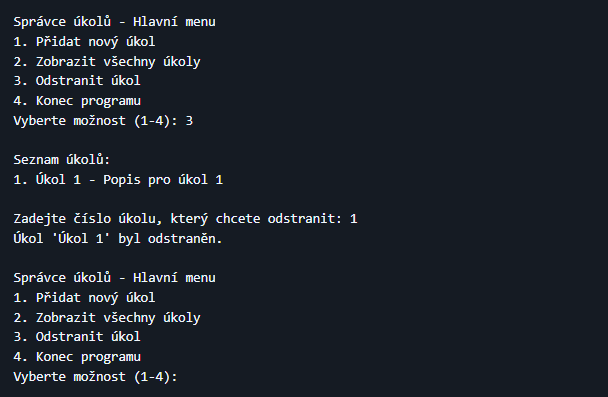 Správce úkolů - Hlavní menu
1. Přidat nový úkol
2. Zobrazit všechny úkoly
3. Odstranit úkol
4. Konec programu
Vyberte možnost (1-4): 3
Seznam úkolů:
1. Úkol 1 - Popis pro úkol 1
Zadejte číslo úkolu, který chcete odstranit: 1
Úkol 'Úkol 1' byl odstraněn.
Správce úkolů - Hlavní menu
1. Přidat nový úkol
2. Zobrazit všechny úkoly
3. Odstranit úkol
4. Konec programu
Vyberte možnost (1-4):